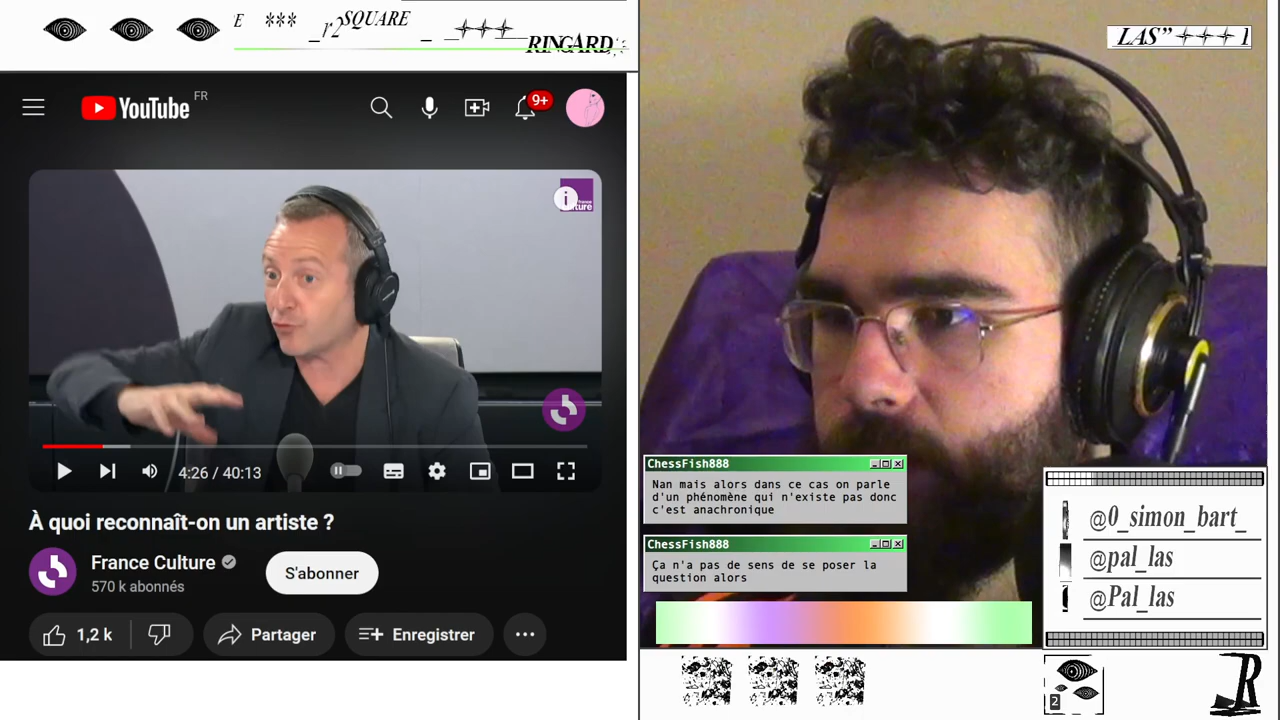 E *** _r2SQUARE _ +++ RINGARD
LAS” +++ 1
YouTube FR
9+
i
4:26 / 40:13
À quoi reconnaît-on un artiste ?
France Culture
570 k abonnés
S'abonner
1,2 k
Partager
Enregistrer
ChessFish888
Nan mais alors dans ce cas on parle
d'un phénomène qui n'existe pas donc
c'est anachronique
ChessFish888
Ça n'a pas de sens de se poser la
question alors
@0_simon_bart_
@pal_las
@Pal_las
2
R